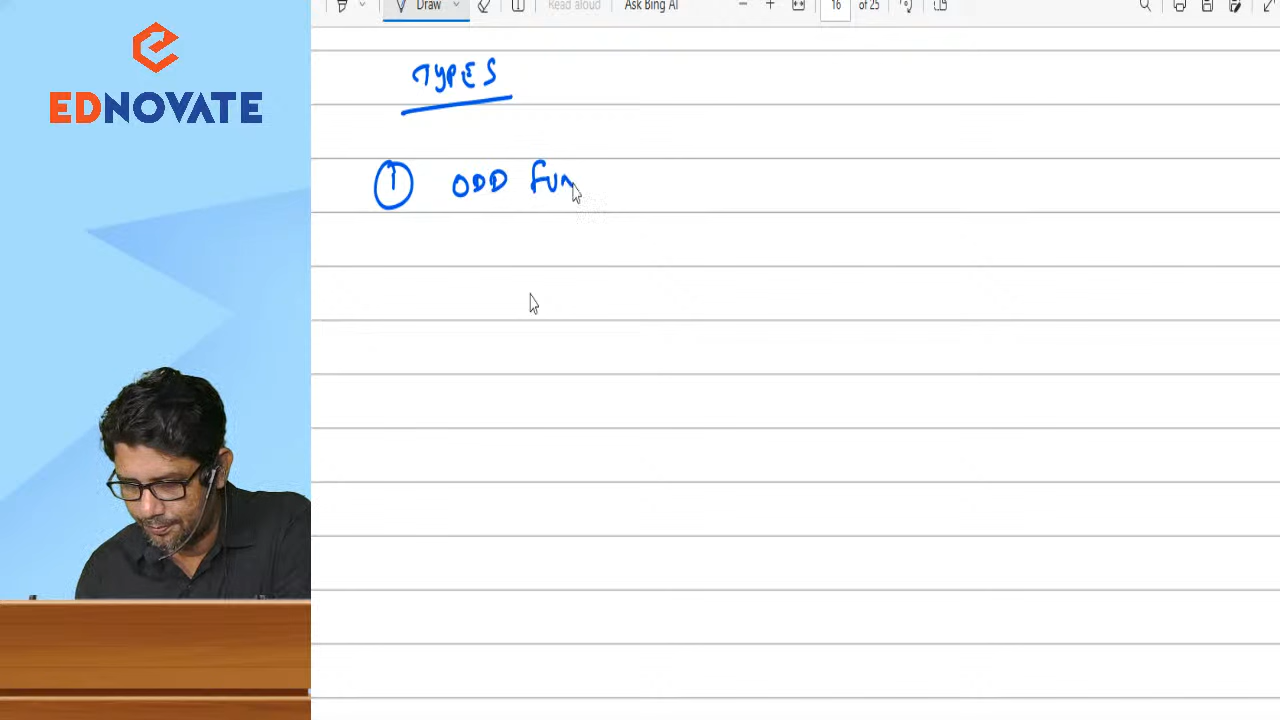 Draw
Read aloud
Ask Bing AI
16 of 25
EDNOVATE
TYPES
① ODD fun